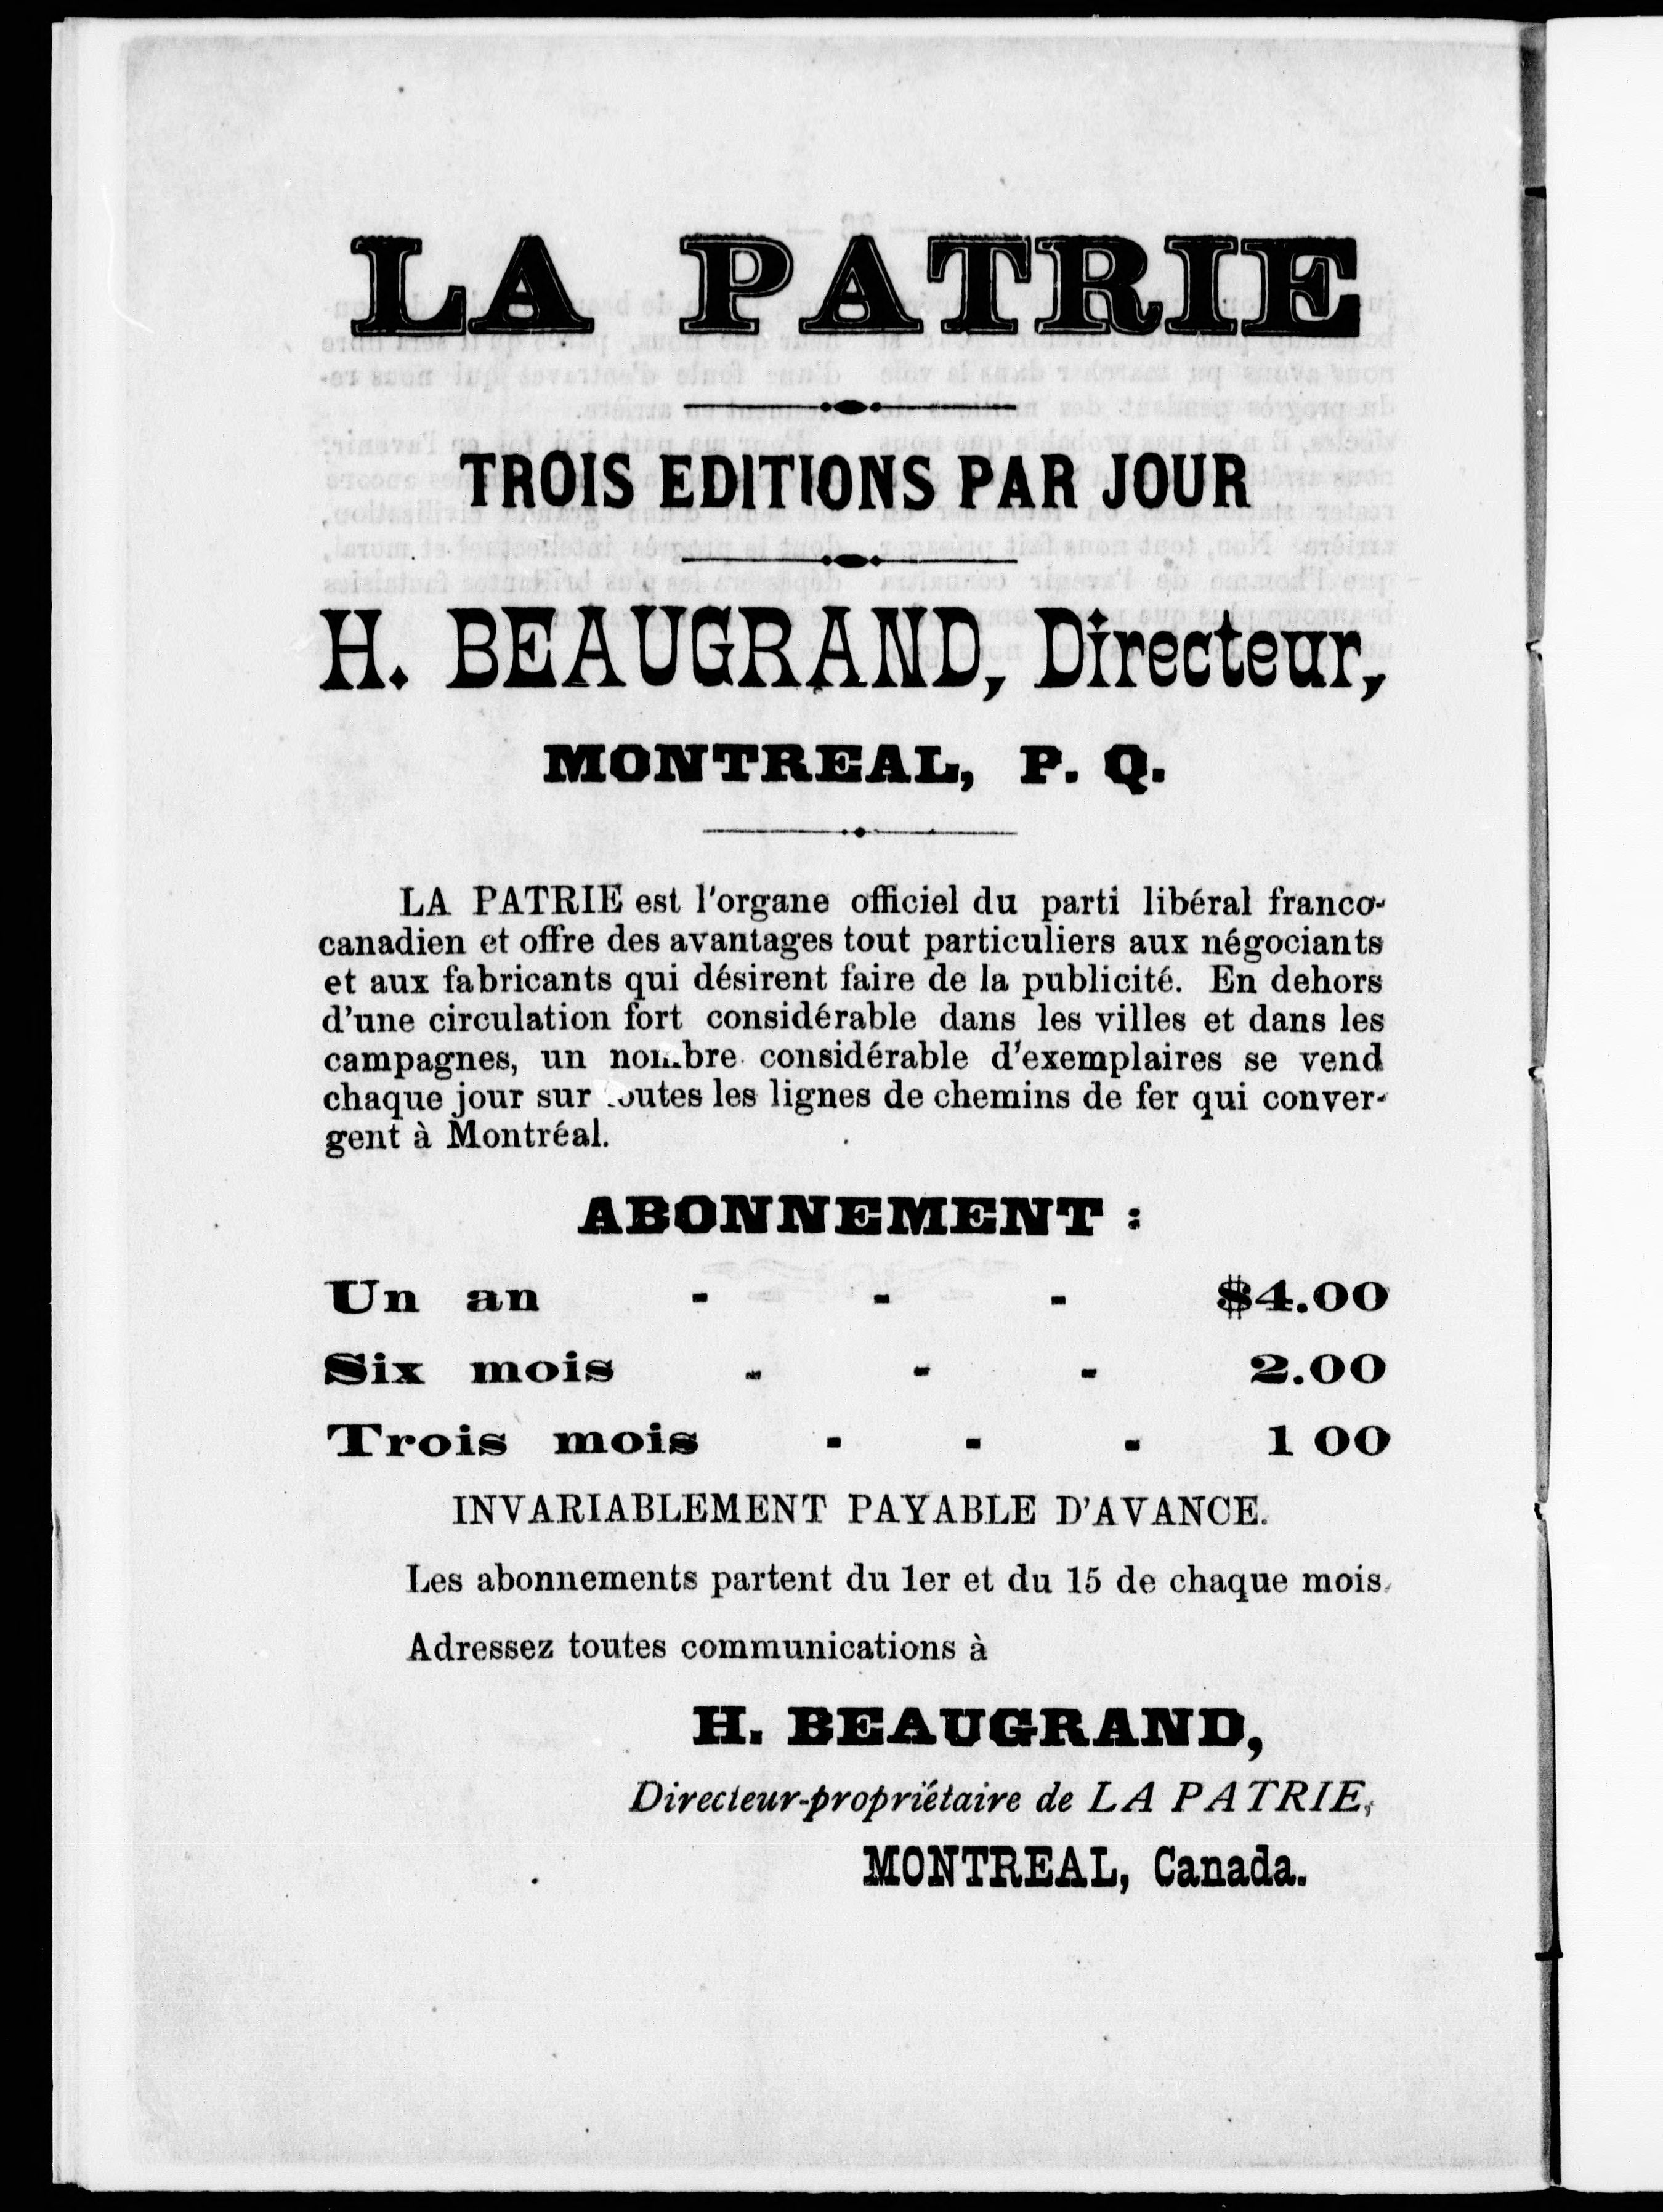 LA PATRIE
TROIS EDITIONS PAR JOUR
H. BEAUGRAND, Directeur,
MONTREAL, P. Q.
LA PATRIE est l'organe officiel du parti libéral franco-
canadien et offre des avantages tout particuliers aux négociants
et aux fabricants qui désirent faire de la publicité. En dehors
d'une circulation fort considérable dans les villes et dans les
campagnes, un nombre considérable d'exemplaires se vend
chaque jour sur toutes les lignes de chemins de fer qui conver-
gent à Montréal.
ABONNEMENT :
Un an - - - $4.00
Six mois - - - 2.00
Trois mois - - - 1 00
INVARIABLEMENT PAYABLE D'AVANCE.
Les abonnements partent du 1er et du 15 de chaque mois.
Adressez toutes communications à
H. BEAUGRAND,
Directeur-propriétaire de LA PATRIE,
MONTREAL, Canada.